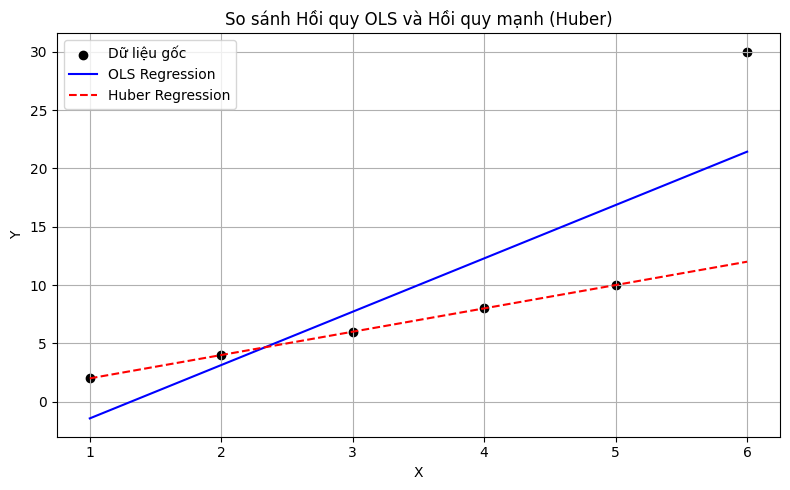 So sánh Hồi quy OLS và Hồi quy mạnh (Huber)
Dữ liệu gốc
OLS Regression
Huber Regression
30
25
20
15
10
5
0
Y
1 2 3 4 5 6
X